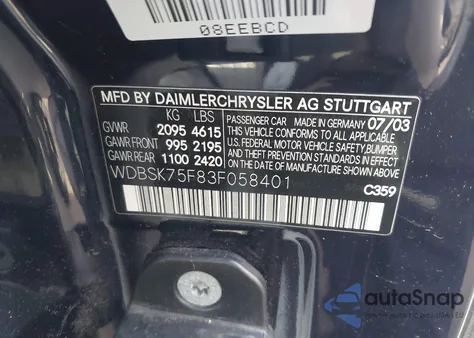 08EEBCD
MFD BY DAIMLERCHRYSLER AG STUTTGART
KG LBS
GVWR 2095 4615
GAWR FRONT 995 2195
GAWR REAR 1100 2420
PASSENGER CAR MADE IN GERMANY 07/03
THIS VEHICLE CONFORMS TO ALL APPLICABLE
U.S. FEDERAL MOTOR VEHICLE SAFETY, BUMPER,
AND THEFT PREVENTION STANDARDS IN EFFECT
ON THE DATE OF MANUFACTURE SHOWN ABOVE
WDBSK75F83F058401
C359
autoSnap